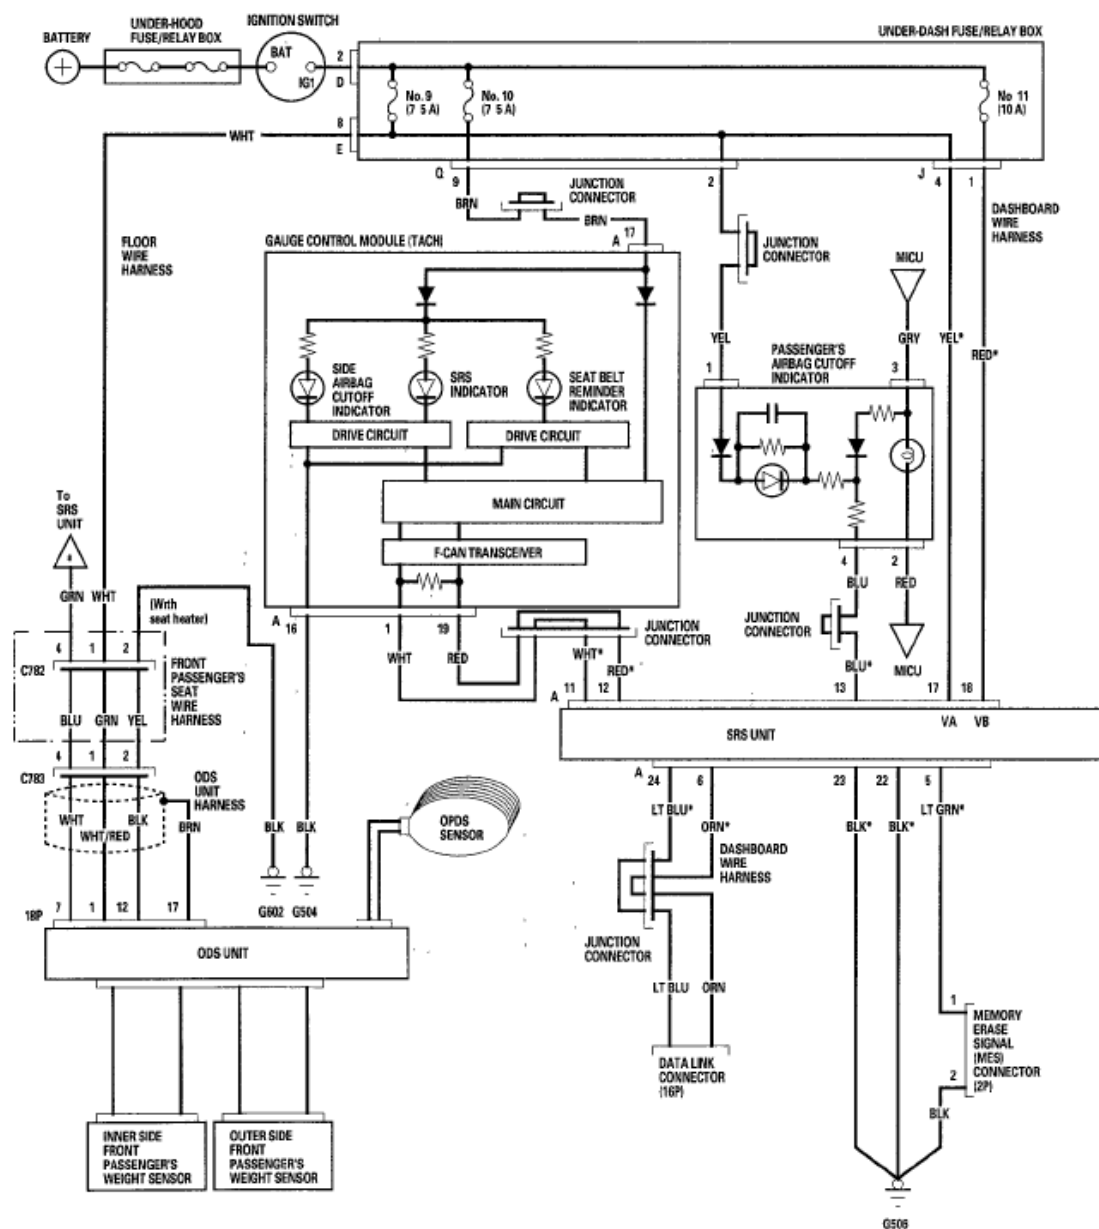 BATTERY
UNDER-HOOD
FUSE/RELAY BOX
IGNITION SWITCH
BAT
IG1
UNDER-DASH FUSE/RELAY BOX
2
D
No. 9
(7 5 A)
No. 10
(7 5 A)
No 11
(10 A)
8
E
WHT
Q
9
2
J
4
1
BRN
JUNCTION
CONNECTOR
BRN
DASHBOARD
WIRE
HARNESS
FLOOR
WIRE
HARNESS
GAUGE CONTROL MODULE (TACH)
A
17
JUNCTION
CONNECTOR
MICU
YEL
GRY
YEL*
RED*
PASSENGER'S
AIRBAG CUTOFF
INDICATOR
1
3
SIDE
AIRBAG
CUTOFF
INDICATOR
SRS
INDICATOR
SEAT BELT
REMINDER
INDICATOR
DRIVE CIRCUIT
DRIVE CIRCUIT
MAIN CIRCUIT
F-CAN TRANSCEIVER
To
SRS
UNIT
4
2
GRN
WHT
(With
seat heater)
A
16
1
19
BLU
RED
JUNCTION
CONNECTOR
JUNCTION
CONNECTOR
MICU
WHT
RED
WHT*
RED*
BLU*
4
1
2
C782
FRONT
PASSENGER'S
SEAT
WIRE
HARNESS
BLU
GRN
YEL
A
11
12
13
17
18
VA
VB
SRS UNIT
4
1
2
C783
ODS
UNIT
HARNESS
WHT
WHT/RED
BLK
BRN
BLK
BLK
OPDS
SENSOR
A
24
6
23
22
5
LT BLU*
ORN*
BLK*
BLK*
LT GRN*
DASHBOARD
WIRE
HARNESS
G602
G504
18P
7
1
12
17
ODS UNIT
JUNCTION
CONNECTOR
LT BLU
ORN
1
MEMORY
ERASE
SIGNAL
(MES)
CONNECTOR
(2P)
2
DATA LINK
CONNECTOR
(16P)
BLK
INNER SIDE
FRONT
PASSENGER'S
WEIGHT SENSOR
OUTER SIDE
FRONT
PASSENGER'S
WEIGHT SENSOR
G506